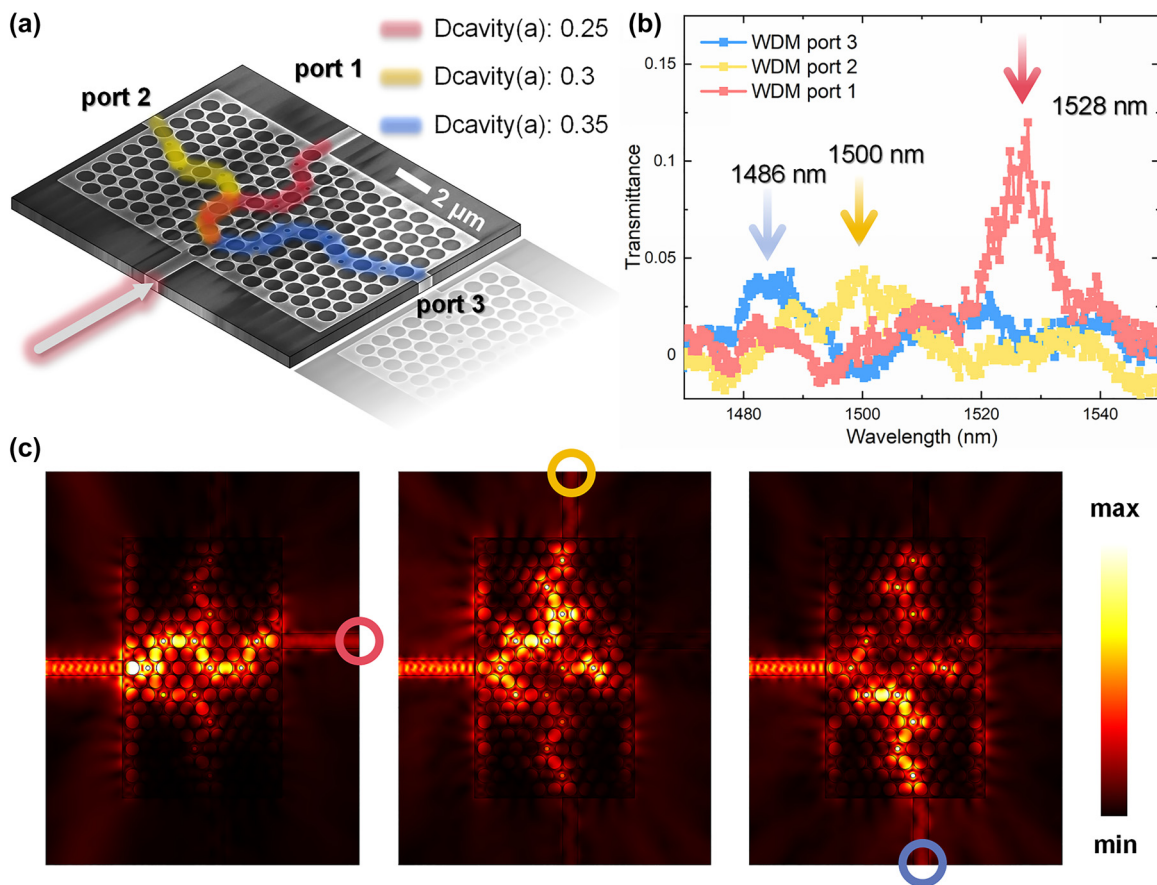 (a)
Dcavity(a): 0.25
Dcavity(a): 0.3
Dcavity(a): 0.35
port 1
port 2
2 μm
port 3
(b)
WDM port 3
WDM port 2
WDM port 1
1528 nm
1500 nm
1486 nm
Transmittance
0.15
0.1
0.05
0
1480
1500
1520
1540
Wavelength (nm)
(c)
max
min